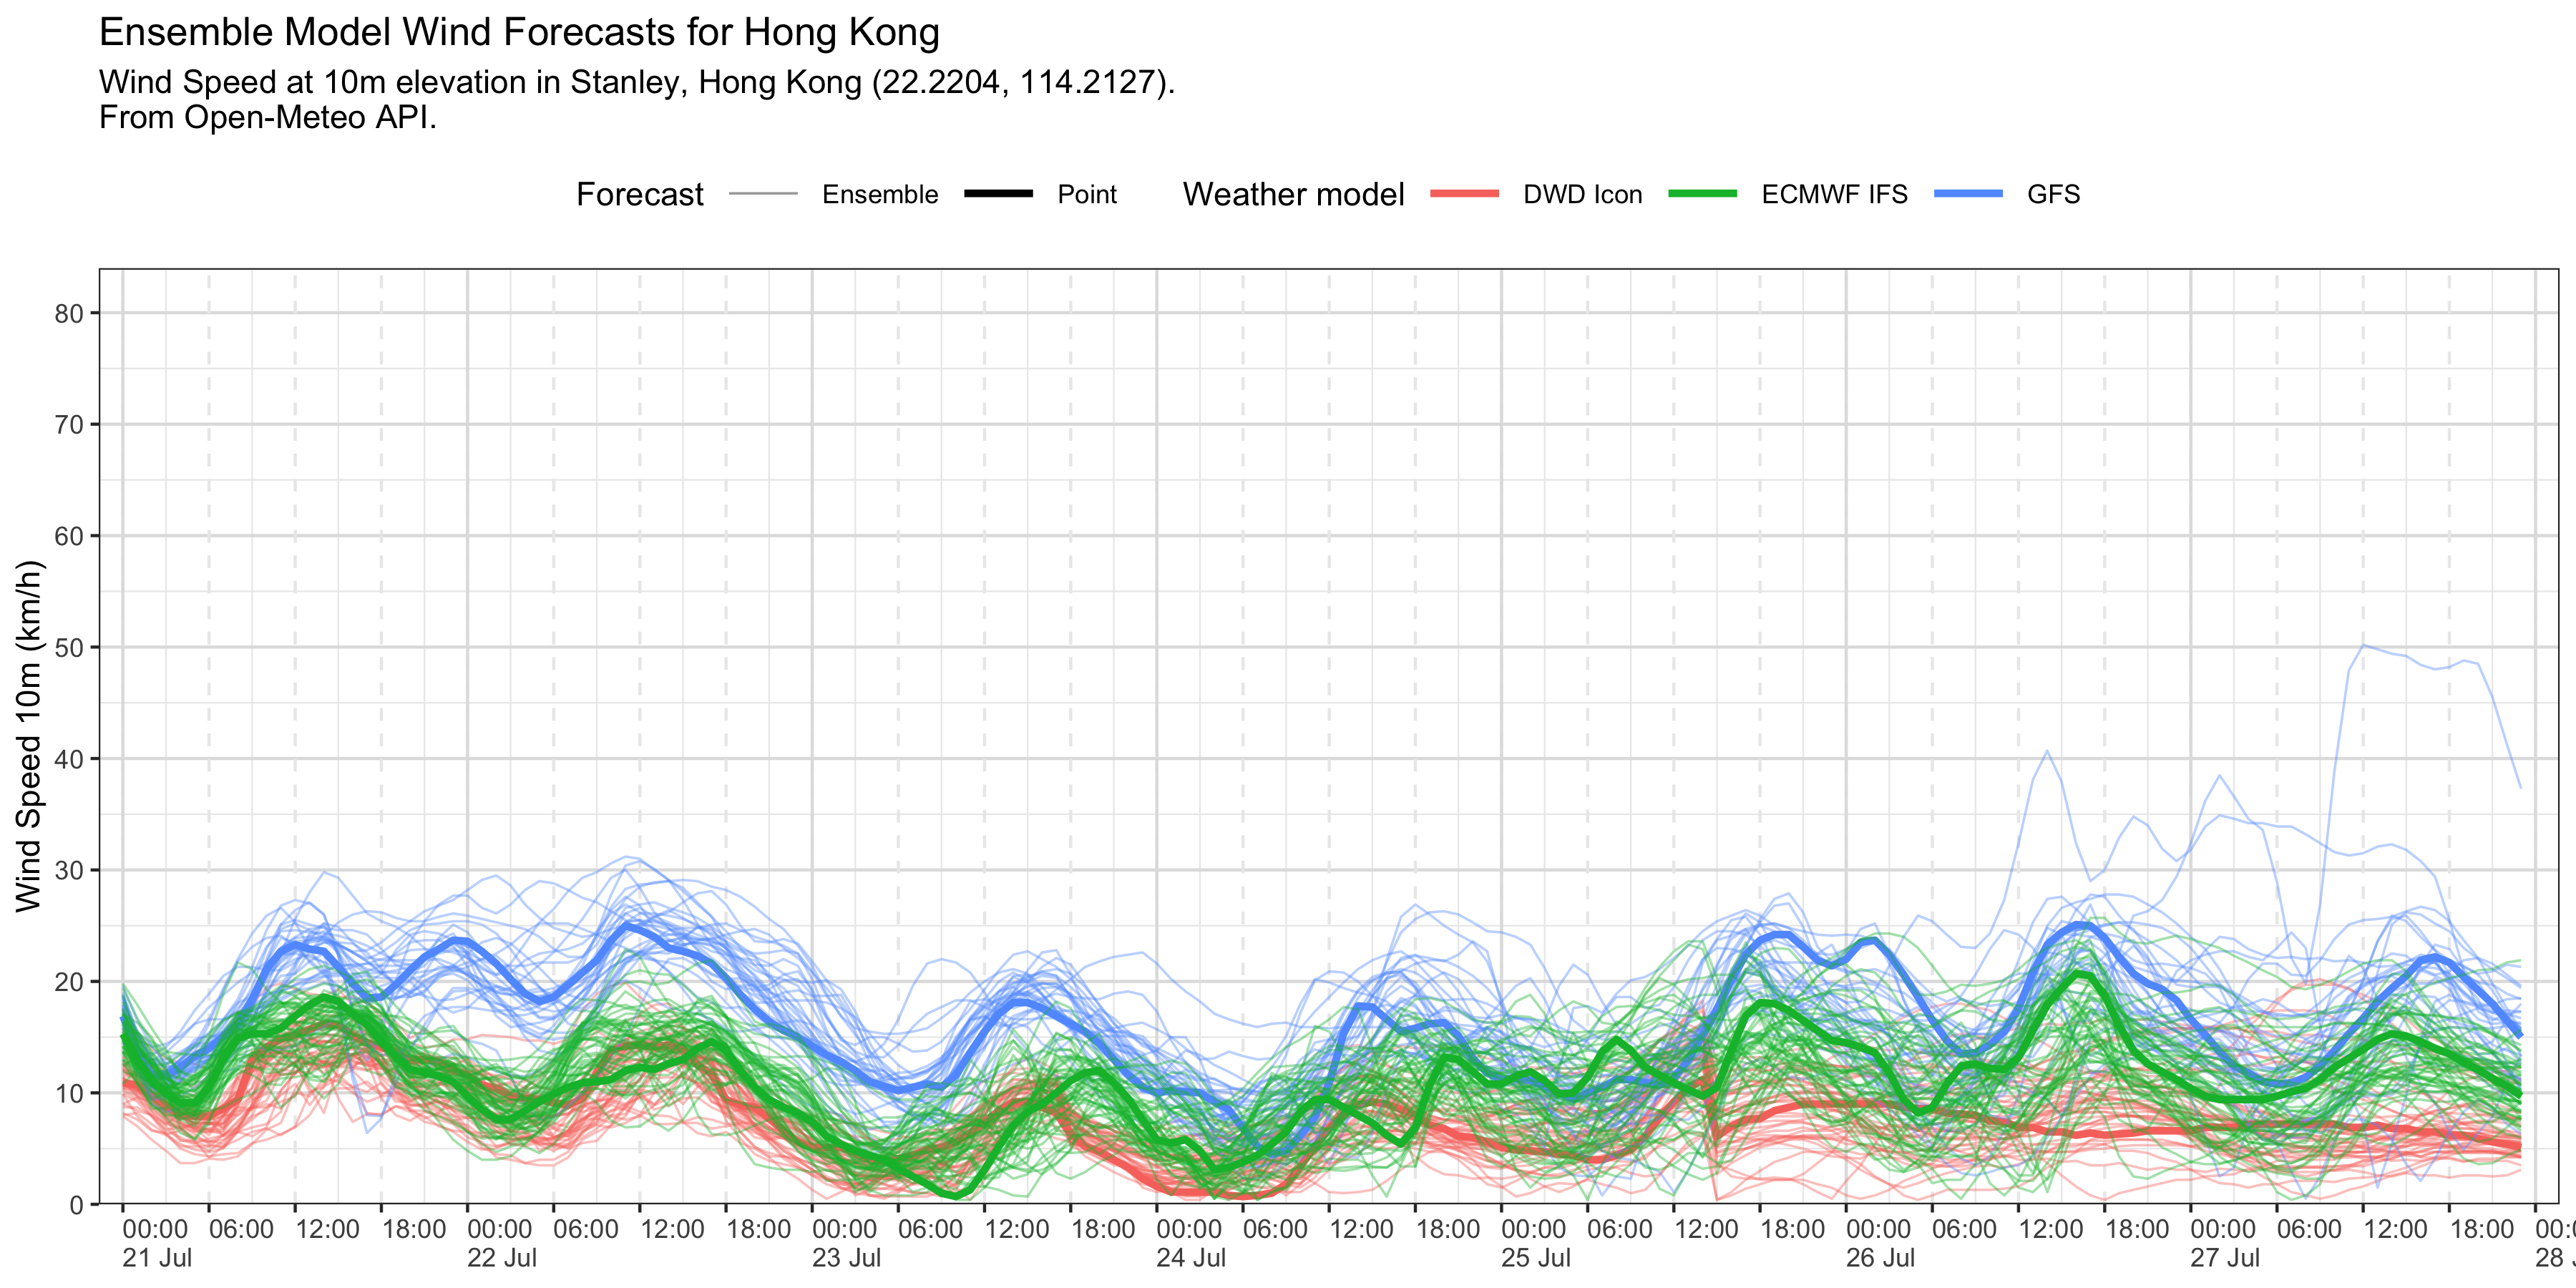 Ensemble Model Wind Forecasts for Hong Kong
Wind Speed at 10m elevation in Stanley, Hong Kong (22.2204, 114.2127).
From Open-Meteo API.
Forecast Ensemble Point Weather model DWD Icon ECMWF IFS GFS
Wind Speed 10m (km/h)
80
70
60
50
40
30
20
10
0
00:00 06:00 12:00 18:00 00:00 06:00 12:00 18:00 00:00 06:00 12:00 18:00 00:00 06:00 12:00 18:00 00:00 06:00 12:00 18:00 00:00 06:00 12:00 18:00 00:00 06:00 12:00 18:00 00:
21 Jul 22 Jul 23 Jul 24 Jul 25 Jul 26 Jul 27 Jul 28